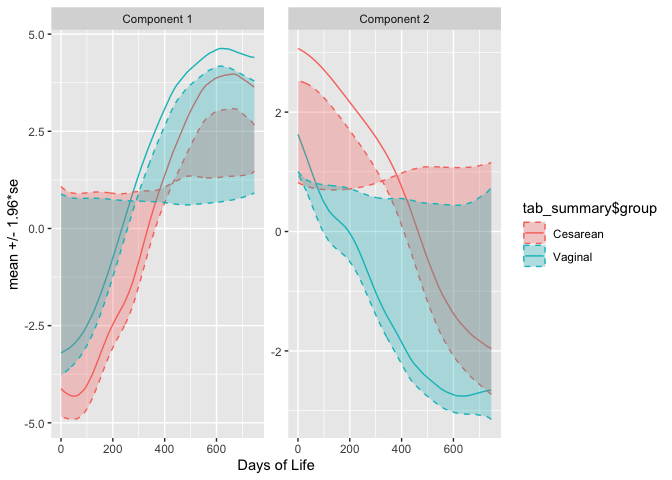 Component 1
Component 2
5.0
2.5
0.0
-2.5
-5.0
2
0
-2
mean +/- 1.96*se
0 200 400 600
0 200 400 600
Days of Life
tab_summary$group
Cesarean
Vaginal